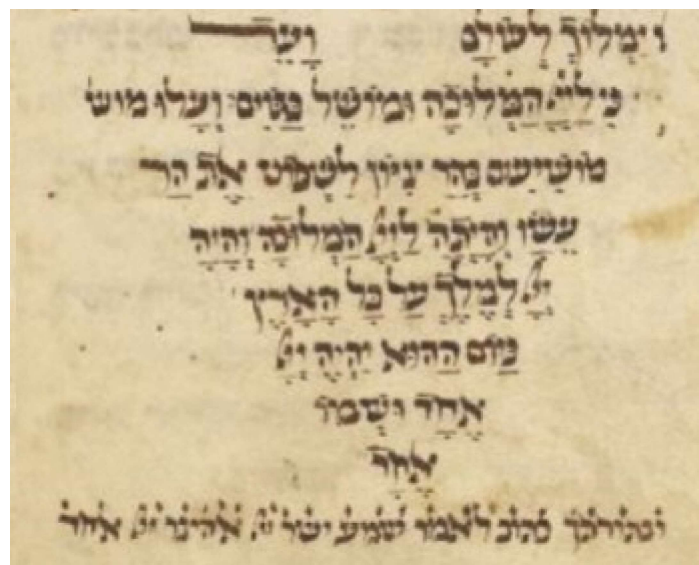 ימלוך לעולם ועד
כי ליי המלוכה ומושל בגוים ועלו מוש
מושיעים בהר ציון לשפוט את הר
עשו והיתה ליי המלוכה והיה
יי למלך על כל הארץ
ביום ההוא יהיה יי
אחד ושמו
אחד
ובתורתך כתוב לאמר שמע ישר' יי אלהינו יי אחד